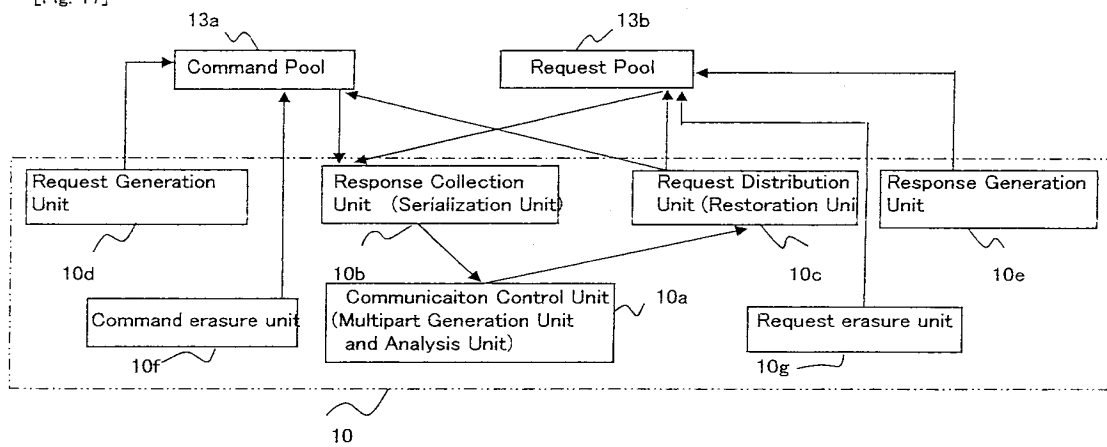 13a
13b
Command Pool
Request Pool
Request Generation
Unit
Response Collection
Unit (Serialization Unit)
Request Distribution
Unit (Restoration Uni
Response Generation
Unit
10d
10b
10c
10e
Communicaiton Control Unit
(Multipart Generation Unit
and Analysis Unit)
10a
Command erasure unit
Request erasure unit
10f
10g
10